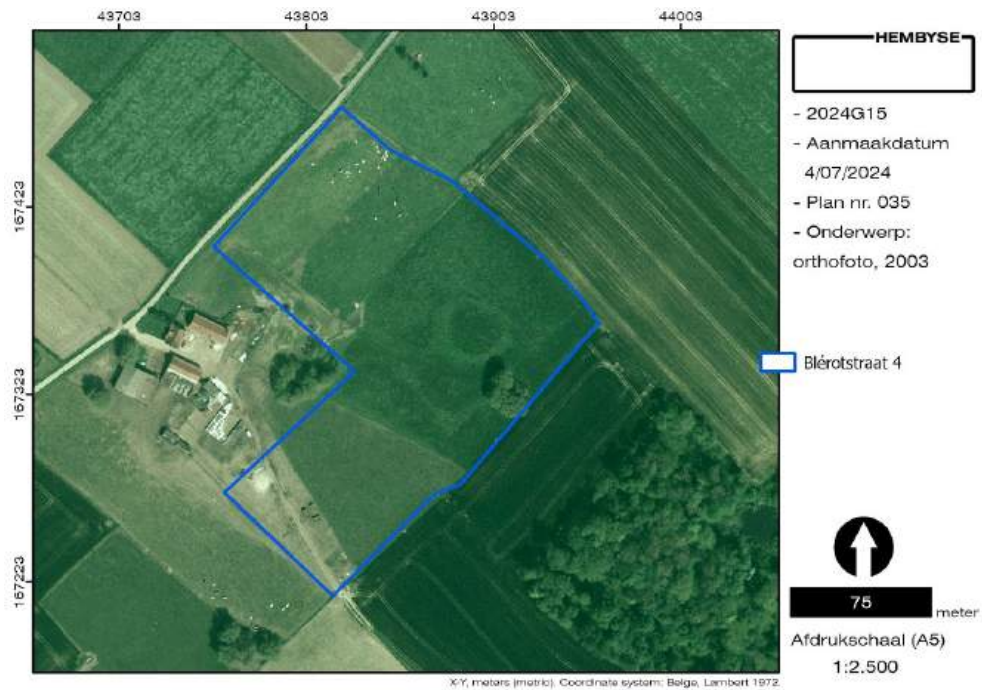 43703 43803 43903 44003
167423
167323
167223
HEMBYSE
- 2024G15
- Aanmaakdatum
4/07/2024
- Plan nr. 035
- Onderwerp:
orthofoto, 2003
Blérotstraat 4
75 meter
Afdrukschaal (A5)
1:2.500
X-Y, meters (metric). Coordinate system: Belge, Lambert 1972.